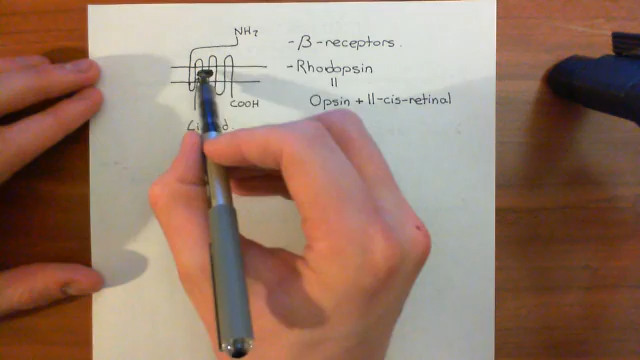 NH₂
- β-receptors.
- Rhodopsin
=
Opsin + 11-cis-retinal
COOH